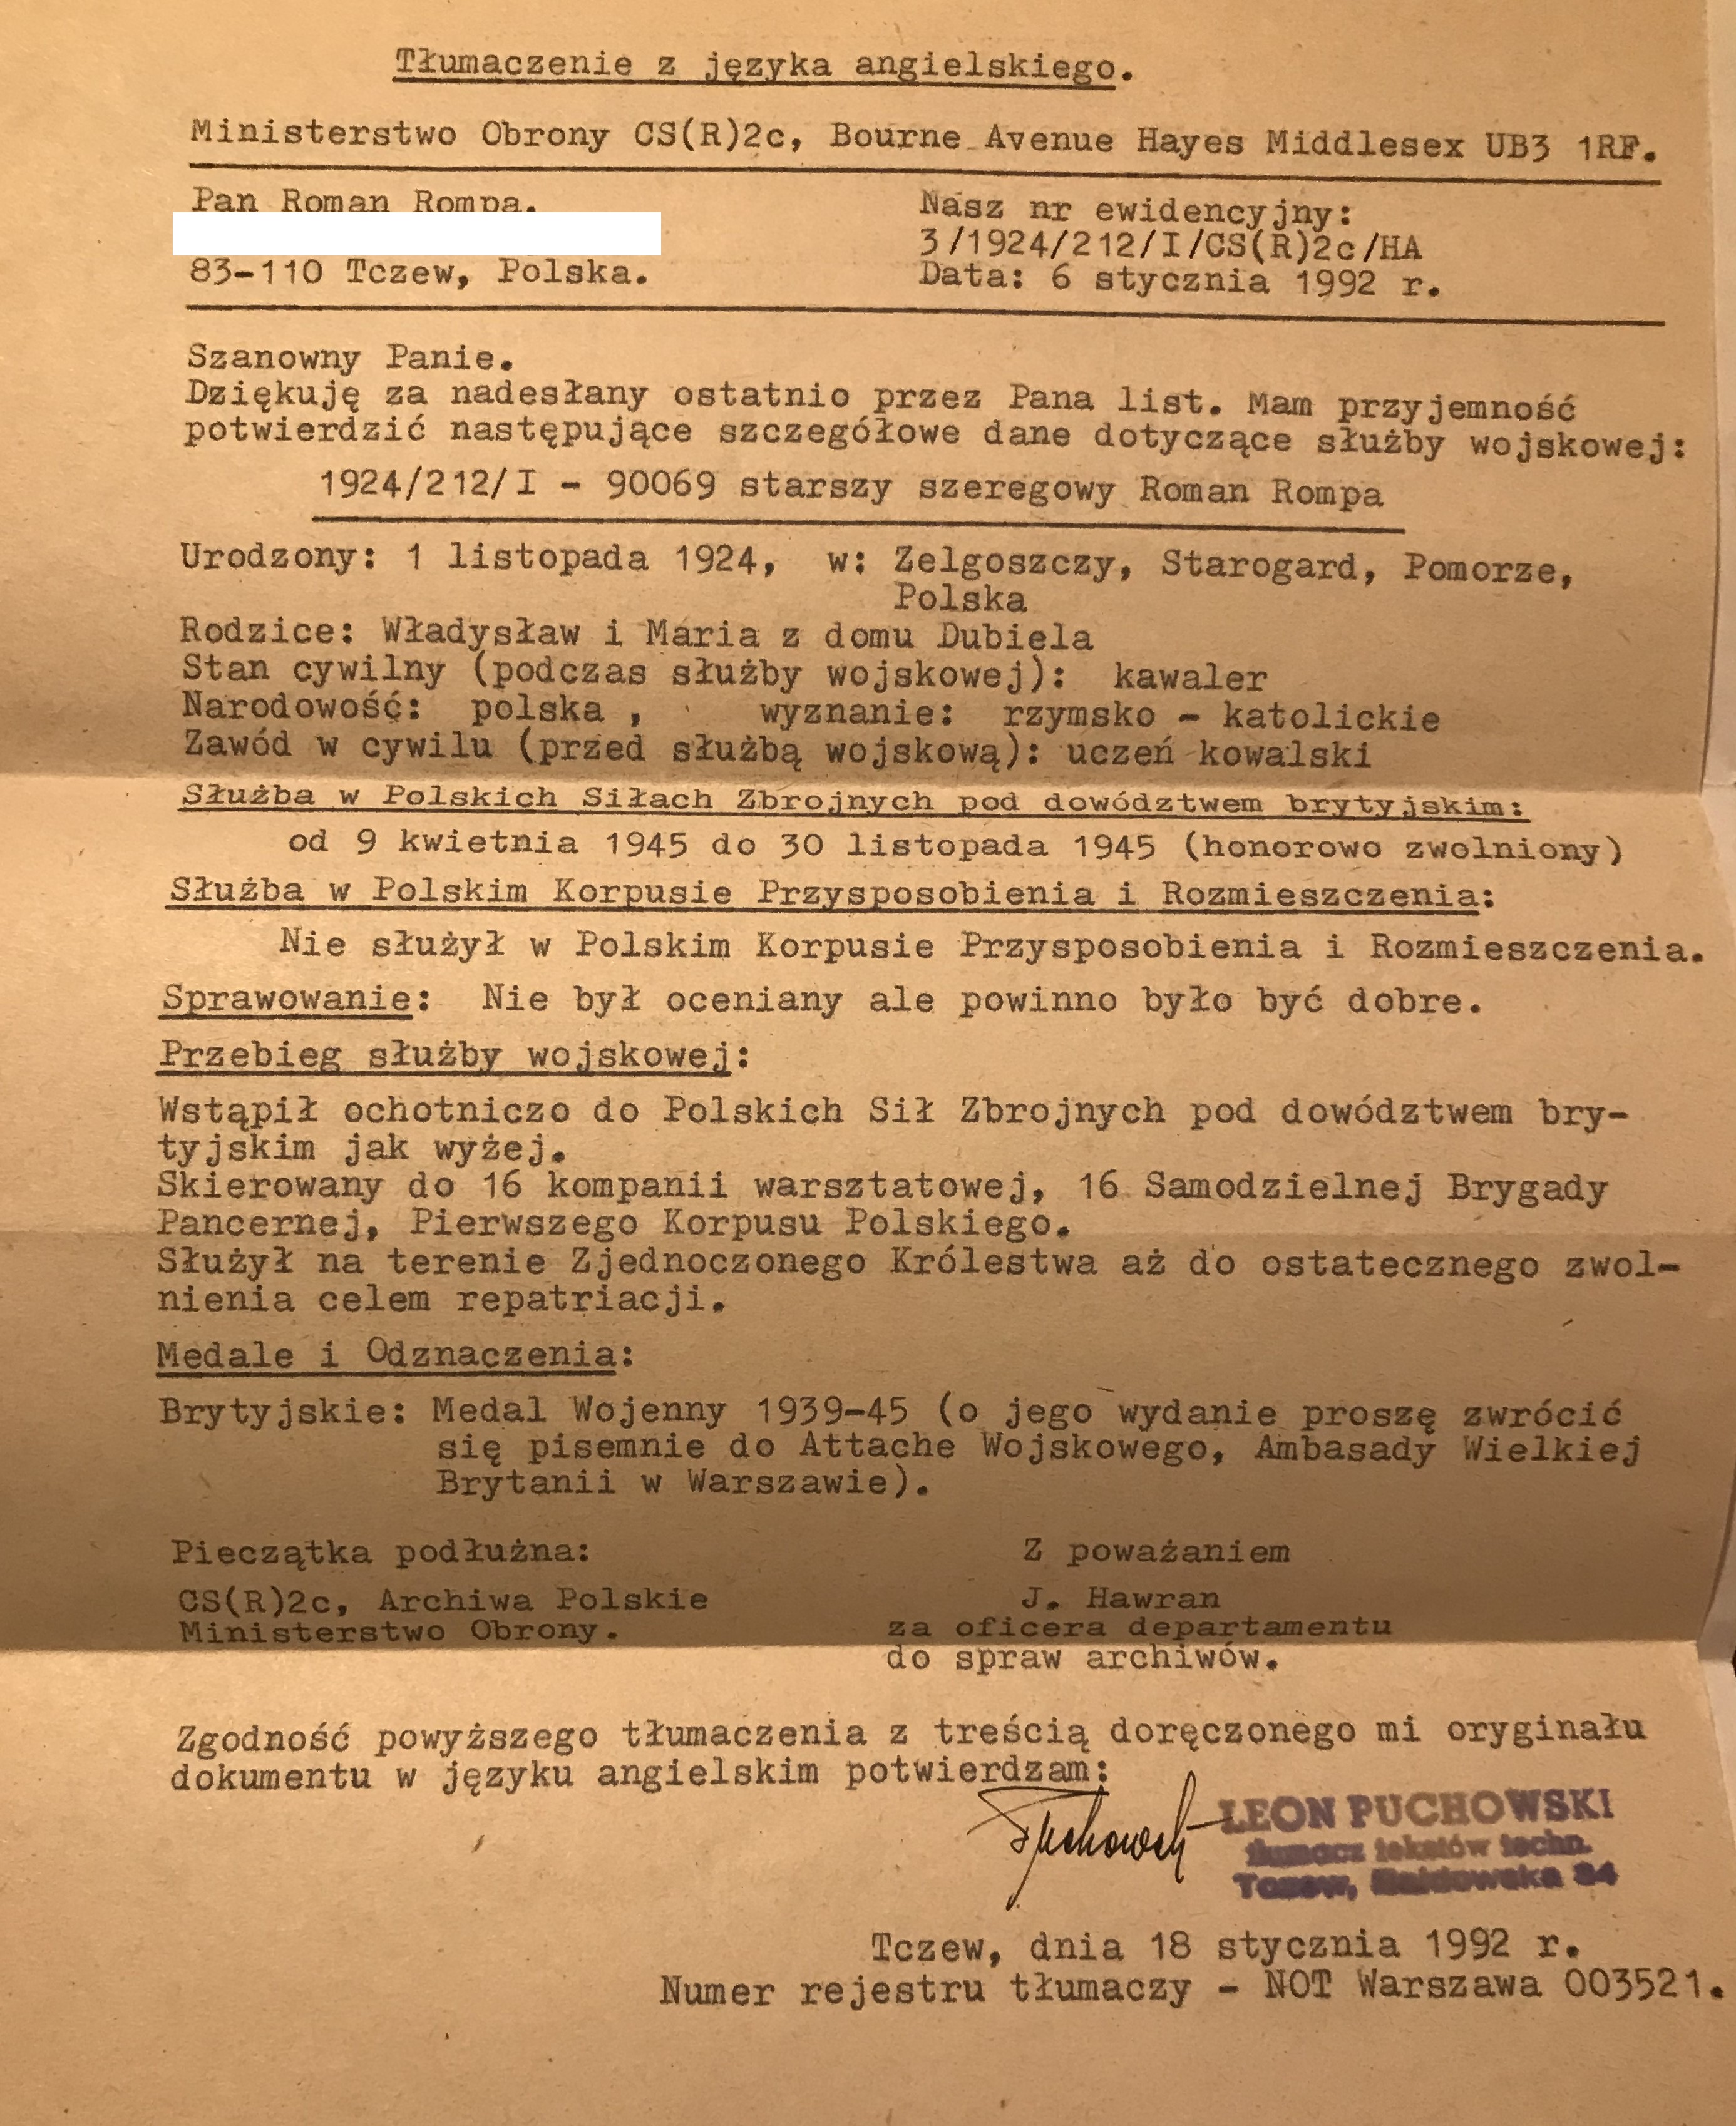 Tłumaczenie z języka angielskiego.
Ministerstwo Obrony CS(R)2c, Bourne Avenue Hayes Middlesex UB3 1RF.
Pan Roman Rompa.
Nasz nr ewidencyjny:
3/1924/212/I/CS(R)2c/HA
83-110 Tczew, Polska.
Data: 6 stycznia 1992 r.
Szanowny Panie.
Dziękuję za nadesłany ostatnio przez Pana list. Mam przyjemność
potwierdzić następujące szczegółowe dane dotyczące służby wojskowej:
1924/212/I - 90069 starszy szeregowy Roman Rompa
Urodzony: 1 listopada 1924, w: Zelgoszczy, Starogard, Pomorze,
Polska
Rodzice: Władysław i Maria z domu Dubiela
Stan cywilny (podczas służby wojskowej): kawaler
Narodowość: polska , wyznanie: rzymsko - katolickie
Zawód w cywilu (przed służbą wojskową): uczeń kowalski
Służba w Polskich Siłach Zbrojnych pod dowództwem brytyjskim:
od 9 kwietnia 1945 do 30 listopada 1945 (honorowo zwolniony)
Służba w Polskim Korpusie Przysposobienia i Rozmieszczenia:
Nie służył w Polskim Korpusie Przysposobienia i Rozmieszczenia.
Sprawowanie: Nie był oceniany ale powinno było być dobre.
Przebieg służby wojskowej:
Wstąpił ochotniczo do Polskich Sił Zbrojnych pod dowództwem bry-
tyjskim jak wyżej.
Skierowany do 16 kompanii warsztatowej, 16 Samodzielnej Brygady
Pancernej, Pierwszego Korpusu Polskiego.
Służył na terenie Zjednoczonego Królestwa aż do ostatecznego zwol-
nienia celem repatriacji.
Medale i Odznaczenia:
Brytyjskie: Medal Wojenny 1939-45 (o jego wydanie proszę zwrócić
się pisemnie do Attache Wojskowego, Ambasady Wielkiej
Brytanii w Warszawie).
Pieczątka podłużna:
Z poważaniem
CS(R)2c, Archiwa Polskie
J. Hawran
Ministerstwo Obrony.
za oficera departamentu
do spraw archiwów.
Zgodność powyższego tłumaczenia z treścią doręczonego mi oryginału
dokumentu w języku angielskim potwierdzam:
Puchowski
LEON PUCHOWSKI
tłumacz tekstów techn.
Tczew, 84
Tczew, dnia 18 stycznia 1992 r.
Numer rejestru tłumaczy - NOT Warszawa 003521.